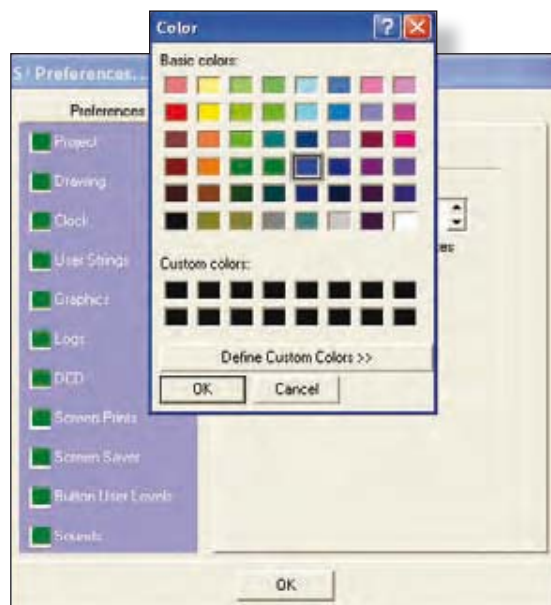 Color
Basic colors:
Custom colors:
Define Custom Colors >>
OK
Cancel
Preferences...
Preferences
Project
Drawing
Clock
User Strings
Graphics
Logs
DCD
Screen Prints
Screen Saver
Button User Levels
Sounds
OK